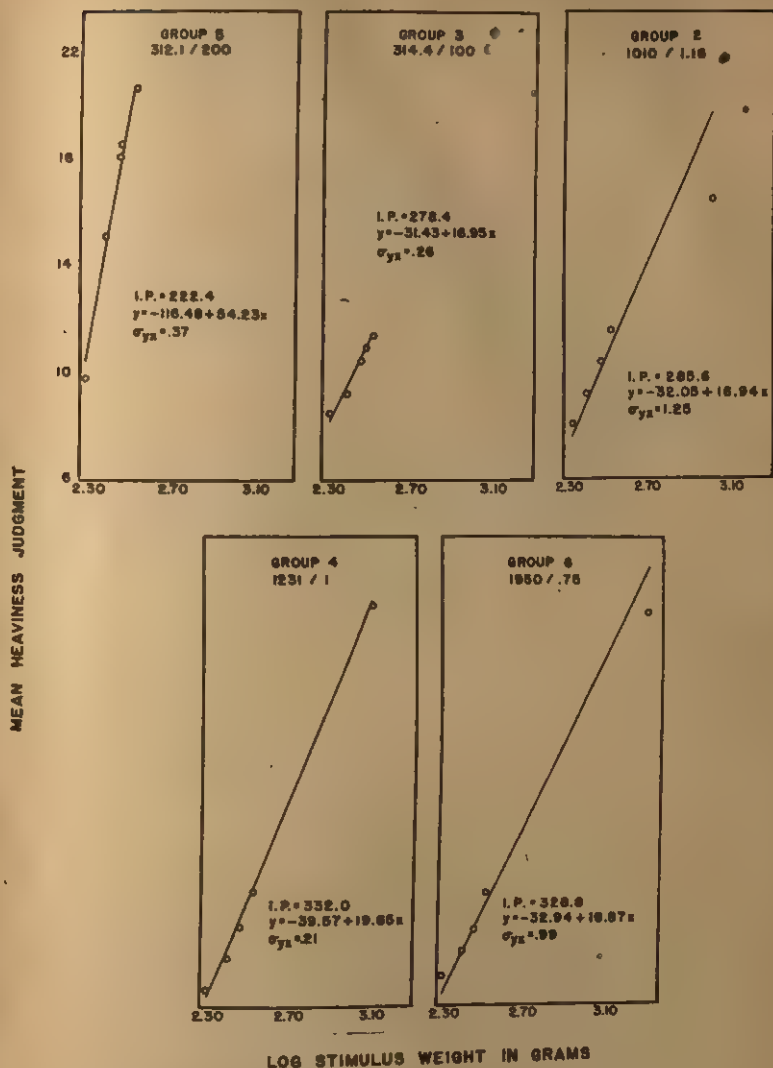 GROUP 5
312.1 / 200
GROUP 3
314.4 / 100
GROUP 2
1010 / 1.16
22
18
14
10
6
I.P.=222.4
y=-116.48+54.23x
σyx=.37
I.P.=278.4
y=-31.43+16.95x
σyx=.26
I.P.=285.6
y=-32.05+16.94x
σyx=1.25
2.30 2.70 3.10
2.30 2.70 3.10
2.30 2.70 3.10
MEAN HEAVINESS JUDGMENT
GROUP 4
1231 / 1
GROUP 6
1950 / .75
I.P.=332.0
y=-39.57+19.65x
σyx=.21
I.P.=328.8
y=-32.94+16.87x
σyx=.99
2.30 2.70 3.10
2.30 2.70 3.10
LOG STIMULUS WEIGHT IN GRAMS